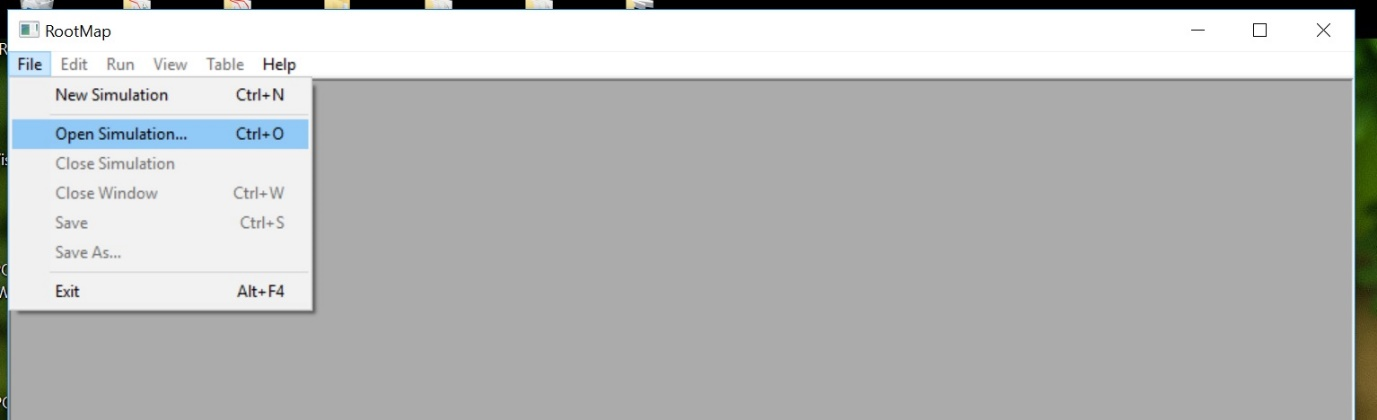 RootMap
File Edit Run View Table Help
New Simulation Ctrl+N
Open Simulation... Ctrl+O
Close Simulation
Close Window Ctrl+W
Save Ctrl+S
Save As...
Exit Alt+F4